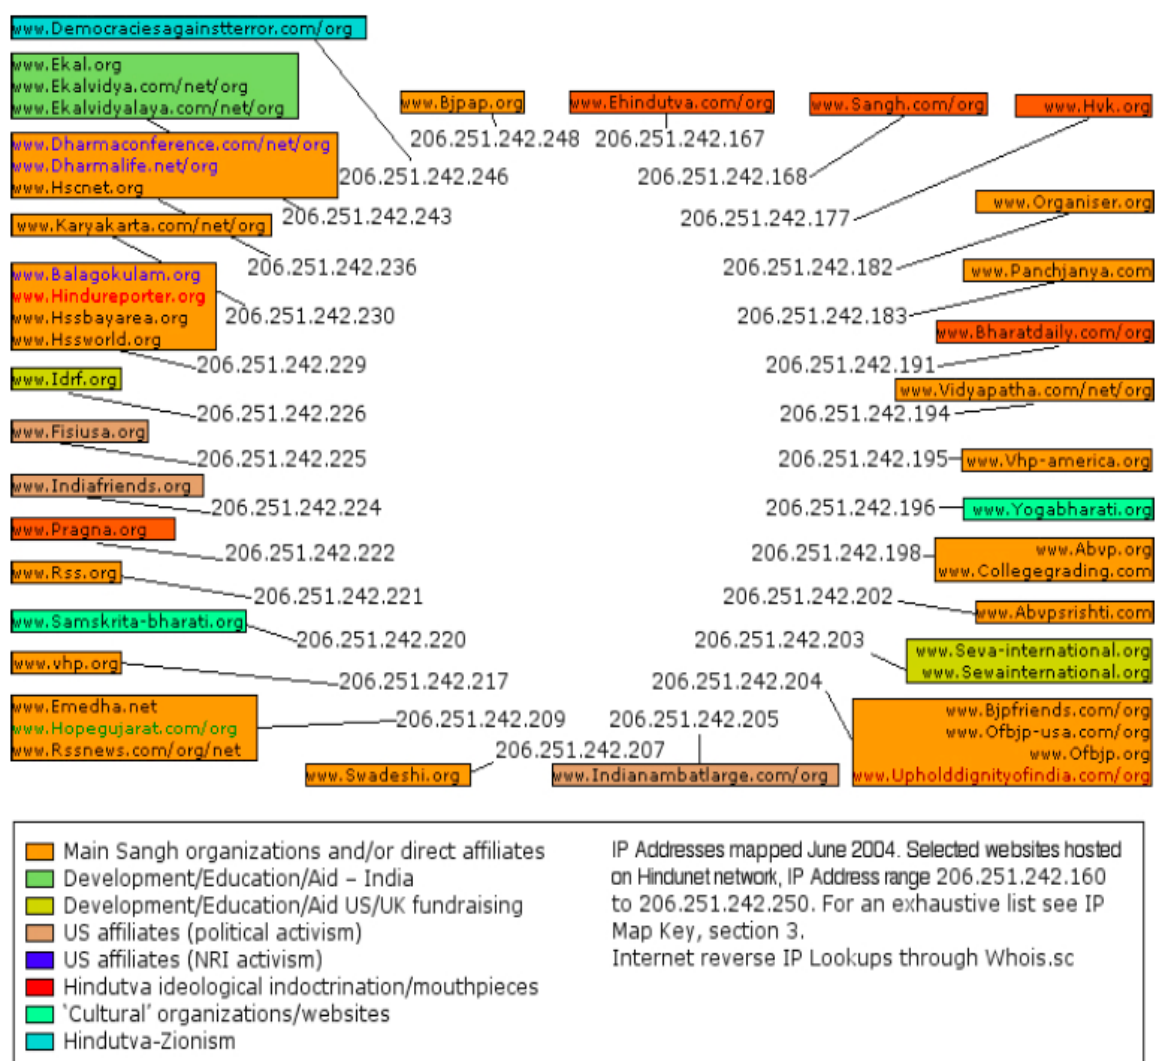 www.Democraciesagainstterror.com/org
www.Ekal.org
www.Ekalvidya.com/net/org
www.Ekalvidyalaya.com/net/org
www.Bjpap.org
www.Ehindutva.com/org
www.Sangh.com/org
www.Hvk.org
206.251.242.248
206.251.242.167
www.Dharmaconference.com/net/org
www.Dharmalife.net/org
www.Hscnet.org
206.251.242.246
206.251.242.168
206.251.242.243
206.251.242.177
www.Organiser.org
www.Karyakarta.com/net/org
206.251.242.236
206.251.242.182
www.Panchjanya.com
www.Balagokulam.org
www.Hindureporter.org
www.Hssbayarea.org
www.Hssworld.org
206.251.242.230
206.251.242.183
www.Bharatdaily.com/org
206.251.242.229
206.251.242.191
www.Idrf.org
www.Vidyapatha.com/net/org
206.251.242.226
206.251.242.194
www.Fisiusa.org
206.251.242.225
206.251.242.195
www.Vhp-america.org
www.Indiafriends.org
206.251.242.224
206.251.242.196
www.Yogabharati.org
www.Pragna.org
206.251.242.222
206.251.242.198
www.Abvp.org
www.Collegegrading.com
www.Rss.org
206.251.242.221
206.251.242.202
www.Abvpsrishti.com
www.Samskrita-bharati.org
206.251.242.220
206.251.242.203
www.Seva-international.org
www.Sewainternational.org
www.vhp.org
206.251.242.217
206.251.242.204
www.Emedha.net
www.Hopegujarat.com/org
www.Rssnews.com/org/net
206.251.242.209
206.251.242.205
www.Bjpfriends.com/org
www.Ofbjp-usa.com/org
www.Ofbjp.org
www.Upholddignityofindia.com/org
206.251.242.207
www.Swadeshi.org
www.Indianambatlarge.com/org
Main Sangh organizations and/or direct affiliates
Development/Education/Aid – India
Development/Education/Aid US/UK fundraising
US affiliates (political activism)
US affiliates (NRI activism)
Hindutva ideological indoctrination/mouthpieces
‘Cultural’ organizations/websites
Hindutva-Zionism
IP Addresses mapped June 2004. Selected websites hosted
on Hindunet network, IP Address range 206.251.242.160
to 206.251.242.250. For an exhaustive list see IP
Map Key, section 3.
Internet reverse IP Lookups through Whois.sc